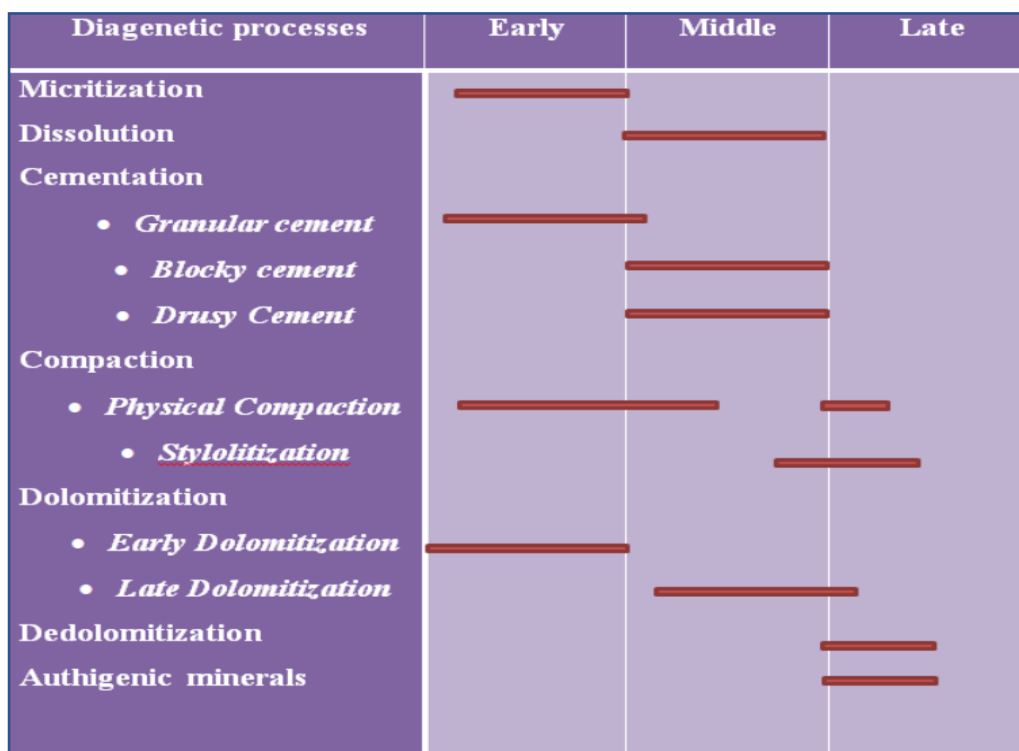 Diagenetic processes Early Middle Late
Micritization
Dissolution
Cementation
• Granular cement
• Blocky cement
• Drusy Cement
Compaction
• Physical Compaction
• Stylolitization
Dolomitization
• Early Dolomitization
• Late Dolomitization
Dedolomitization
Authigenic minerals